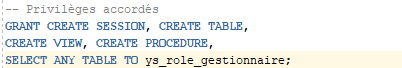 -- Privilèges accordés
GRANT CREATE SESSION, CREATE TABLE,
CREATE VIEW, CREATE PROCEDURE,
SELECT ANY TABLE TO ys_role_gestionnaire;